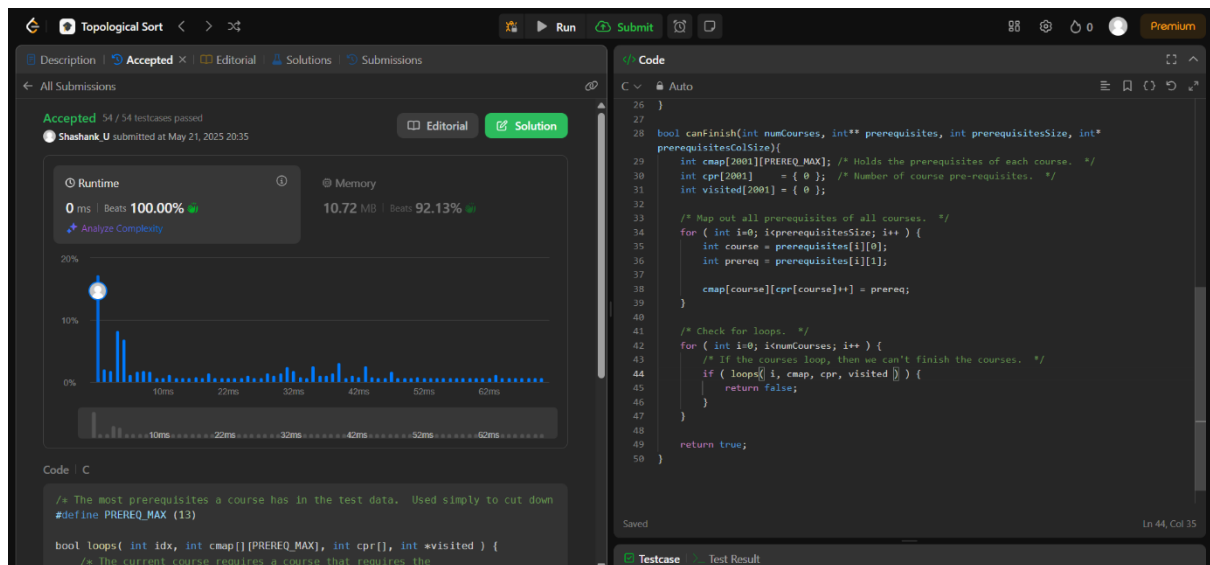 Topological Sort
Run
Submit
0
Premium
Description
Accepted
Editorial
Solutions
Submissions
All Submissions
Accepted 54 / 54 testcases passed
Shashank_U submitted at May 21, 2025 20:35
Editorial
Solution
Runtime
0 ms | Beats 100.00%
Analyze Complexity
Memory
10.72 MB | Beats 92.13%
20%
10%
0%
10ms 22ms 32ms 42ms 52ms 62ms
10ms 22ms 32ms 42ms 52ms 62ms
Code | C
/* The most prerequisites a course has in the test data.  Used simply to cut down
#define PREREQ_MAX (13)
bool loops( int idx, int cmap[][PREREQ_MAX], int cpr[], int *visited ) {
/* The current course requires a course that requires the
</> Code
C
Auto
26 }
27
28 bool canFinish(int numCourses, int** prerequisites, int prerequisitesSize, int*
prerequisitesColSize){
29     int cmap[2001][PREREQ_MAX]; /* Holds the prerequisites of each course.  */
30     int cpr[2001]     = { 0 };  /* Number of course pre-requisites.  */
31     int visited[2001] = { 0 };
32
33     /* Map out all prerequisites of all courses.  */
34     for ( int i=0; i<prerequisitesSize; i++ ) {
35         int course = prerequisites[i][0];
36         int prereq = prerequisites[i][1];
37
38         cmap[course][cpr[course]++] = prereq;
39     }
40
41     /* Check for loops.  */
42     for ( int i=0; i<numCourses; i++ ) {
43         /* If the courses loop, then we can't finish the courses.  */
44         if ( loops( i, cmap, cpr, visited ) ) {
45             return false;
46         }
47     }
48
49     return true;
50 }
Saved
Ln 44, Col 35
Testcase
Test Result